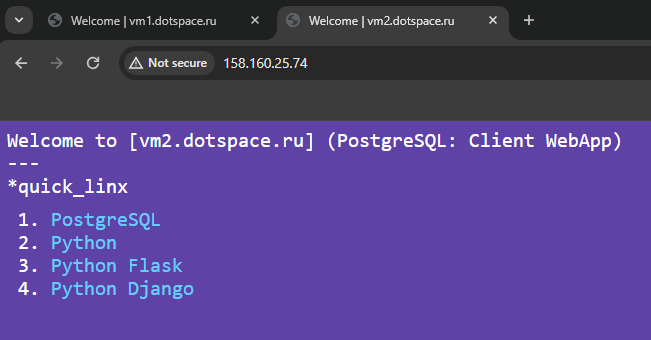 Welcome | vm1.dotspace.ru
Welcome | vm2.dotspace.ru
Not secure
158.160.25.74
Welcome to [vm2.dotspace.ru] (PostgreSQL: Client WebApp)
---
*quick_linx
1. PostgreSQL
2. Python
3. Python Flask
4. Python Django